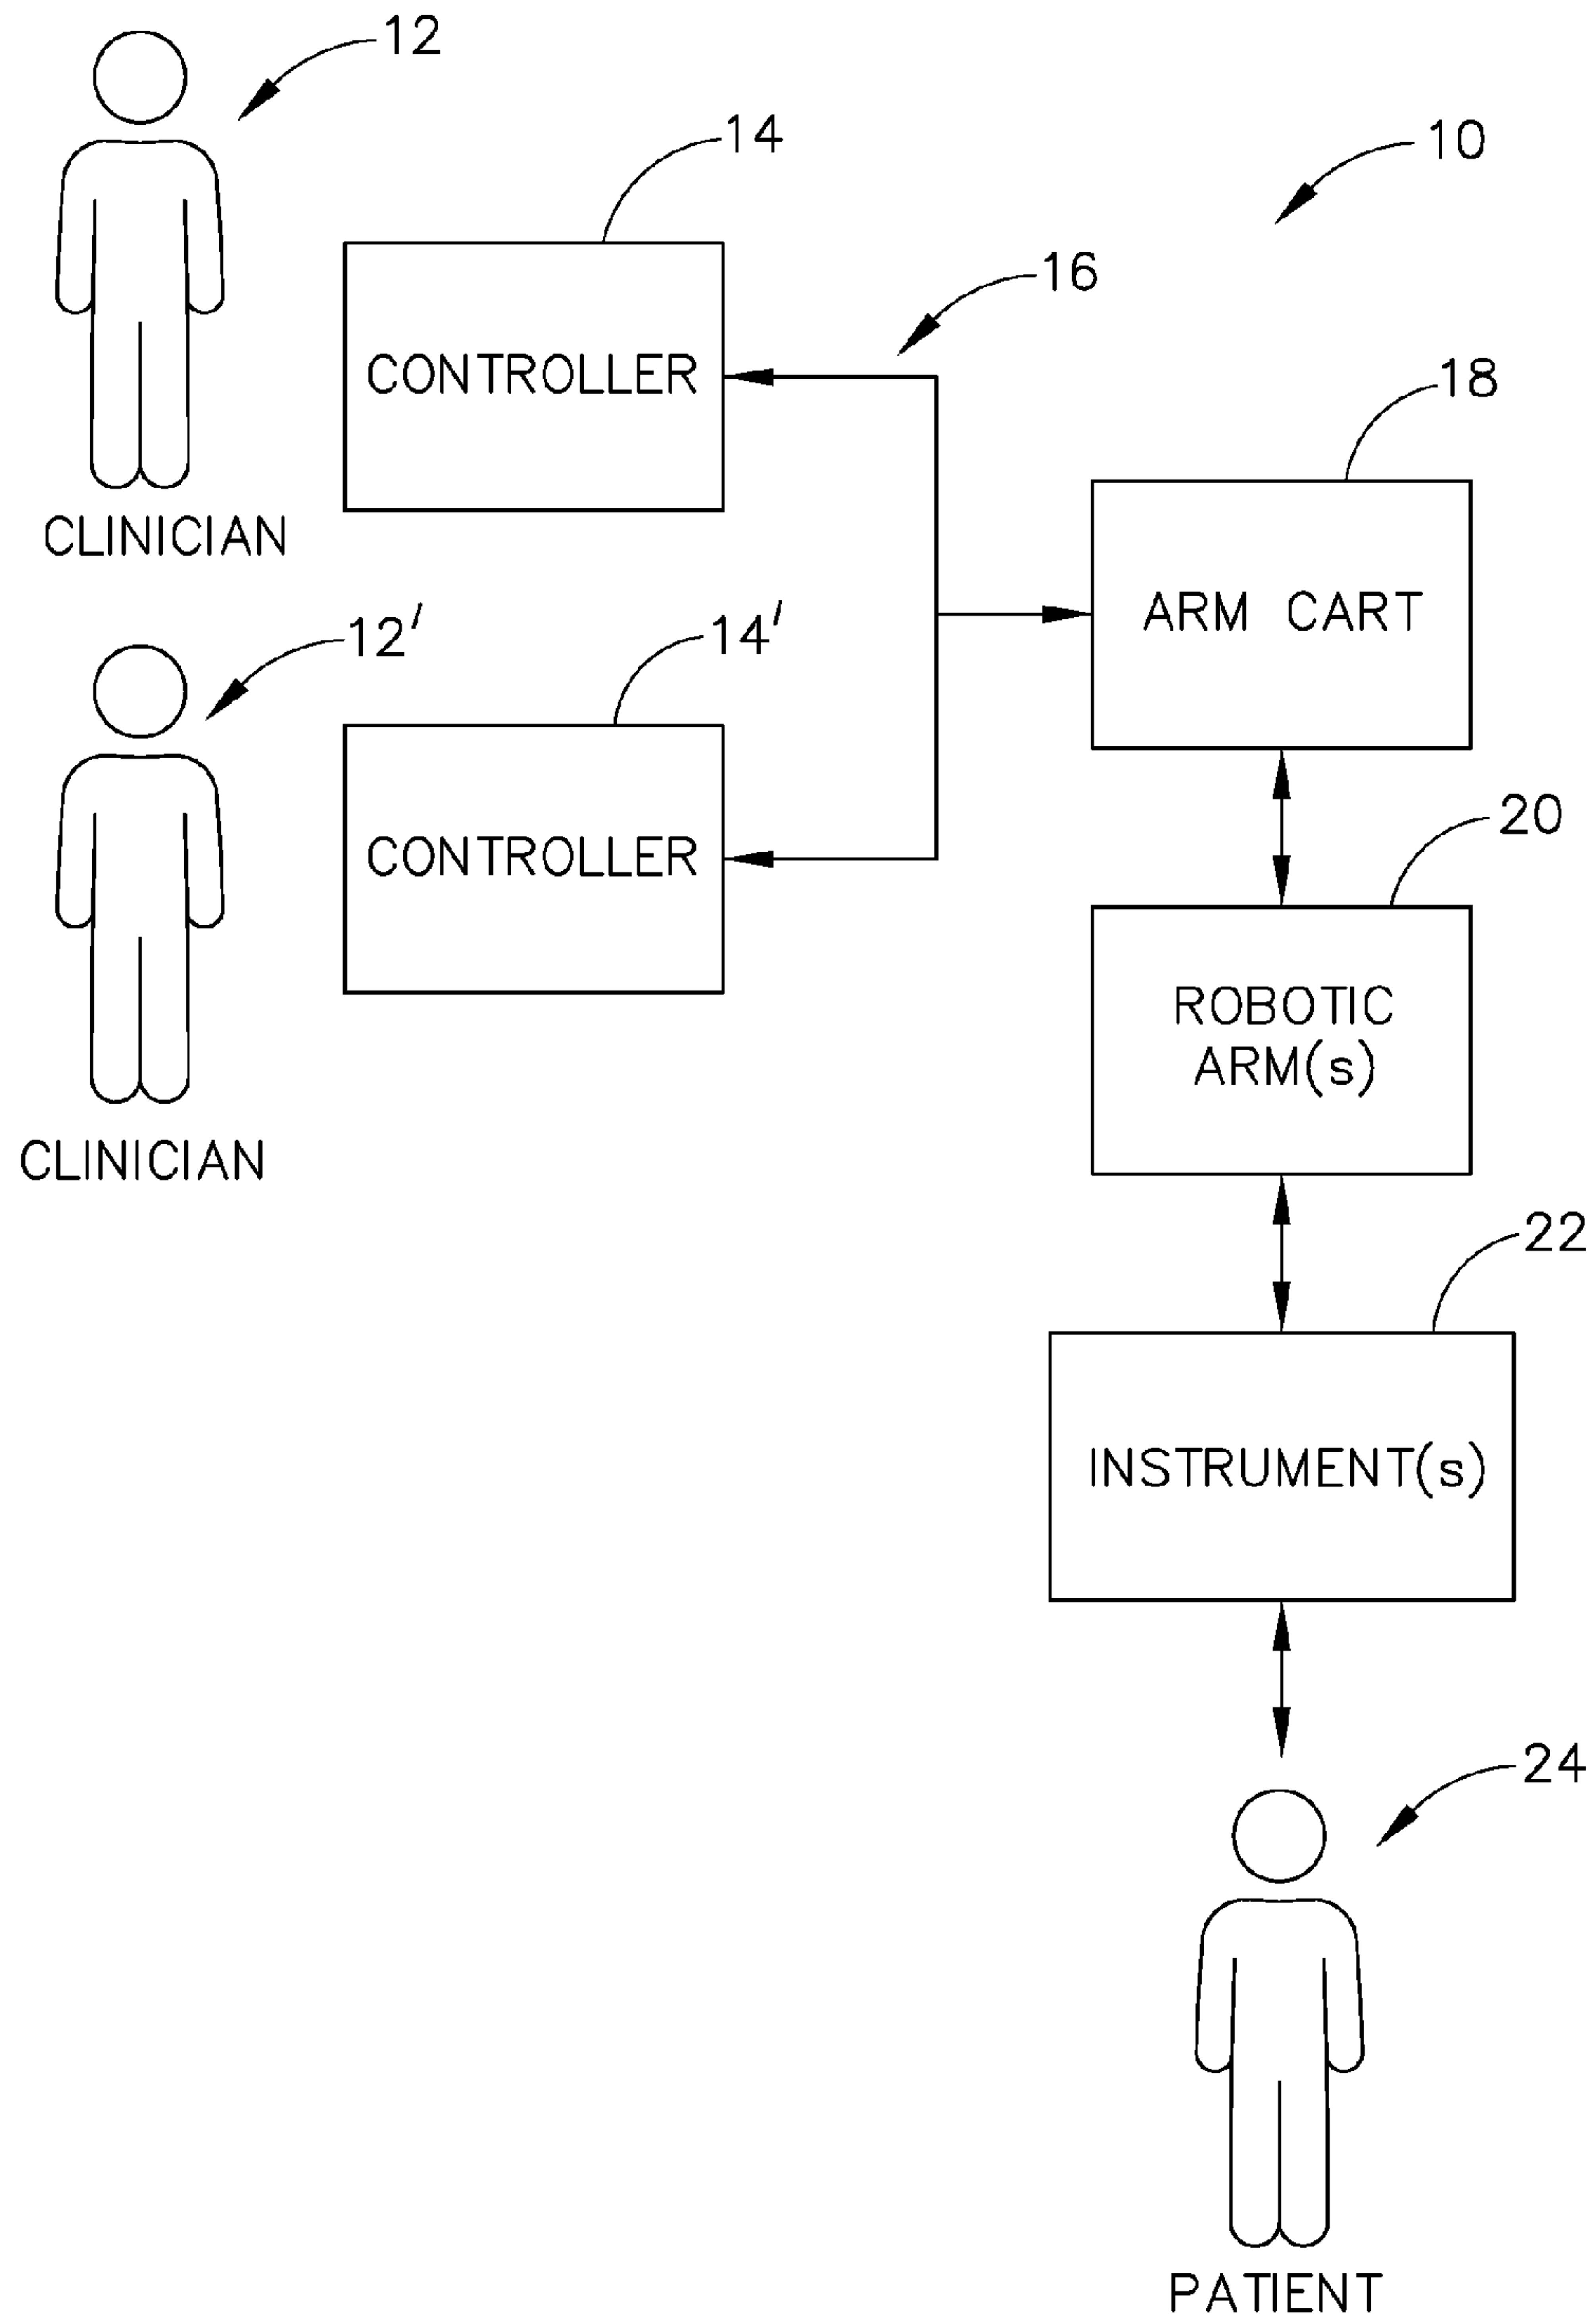 12
14
10
16
CONTROLLER
18
CLINICIAN
ARM CART
12'
14'
20
CONTROLLER
ROBOTIC
ARM(s)
CLINICIAN
22
INSTRUMENT(s)
24
PATIENT